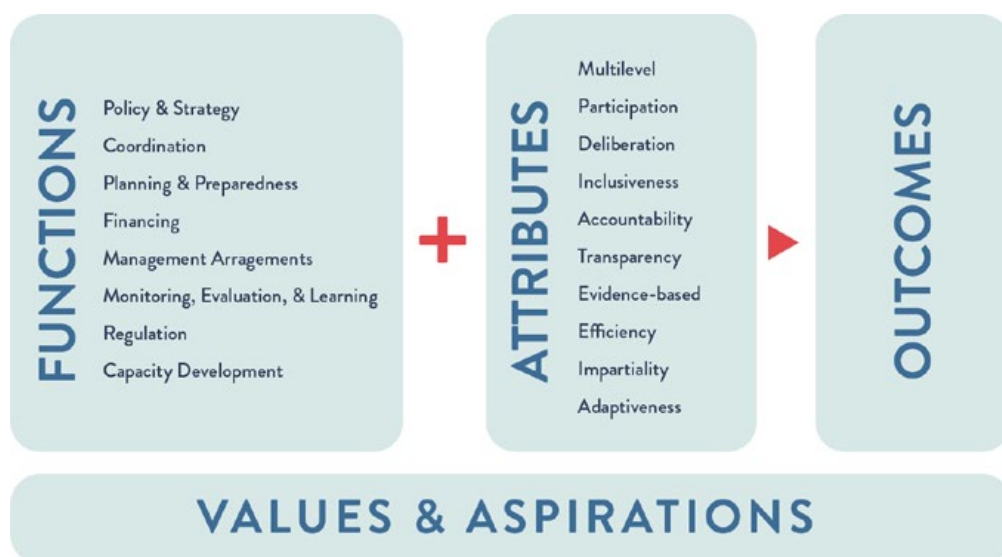 FUNCTIONS
Policy & Strategy
Coordination
Planning & Preparedness
Financing
Management Arragements
Monitoring, Evaluation, & Learning
Regulation
Capacity Development
+
ATTRIBUTES
Multilevel
Participation
Deliberation
Inclusiveness
Accountability
Transparency
Evidence-based
Efficiency
Impartiality
Adaptiveness
OUTCOMES
VALUES & ASPIRATIONS